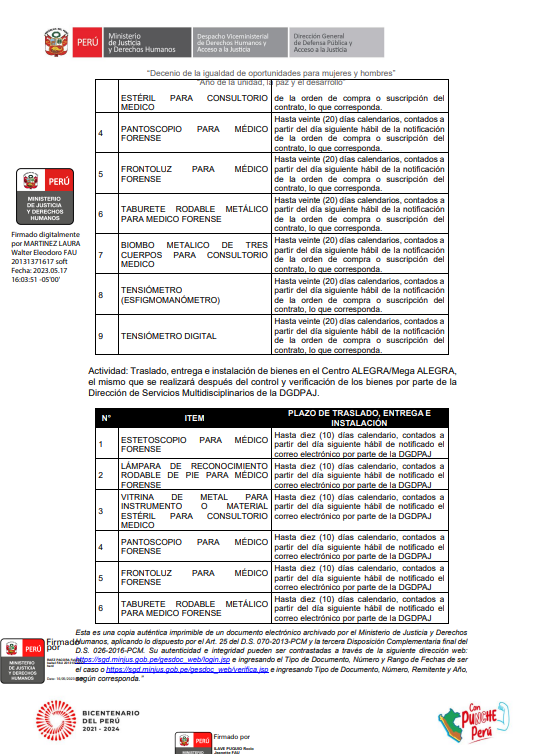 PERÚ
Ministerio
de Justicia
y Derechos Humanos
Despacho Viceministerial
de Derechos Humanos y
Acceso a la Justicia
Dirección General
de Defensa Pública y
Acceso a la Justicia
“Decenio de la igualdad de oportunidades para mujeres y hombres”
“Año de la unidad, la paz y el desarrollo”
ESTÉRIL PARA CONSULTORIO
MEDICO
de la orden de compra o suscripción del
contrato, lo que corresponda.
4
PANTOSCOPIO PARA MÉDICO
FORENSE
Hasta veinte (20) días calendarios, contados a
partir del día siguiente hábil de la notificación
de la orden de compra o suscripción del
contrato, lo que corresponda.
5
FRONTOLUZ PARA MÉDICO
FORENSE
Hasta veinte (20) días calendarios, contados a
partir del día siguiente hábil de la notificación
de la orden de compra o suscripción del
contrato, lo que corresponda.
6
TABURETE RODABLE METÁLICO
PARA MEDICO FORENSE
Hasta veinte (20) días calendarios, contados a
partir del día siguiente hábil de la notificación
de la orden de compra o suscripción del
contrato, lo que corresponda.
7
BIOMBO METALICO DE TRES
CUERPOS PARA CONSULTORIO
MEDICO
Hasta veinte (20) días calendarios, contados a
partir del día siguiente hábil de la notificación
de la orden de compra o suscripción del
contrato, lo que corresponda.
8
TENSIÓMETRO
(ESFIGMOMANÓMETRO)
Hasta veinte (20) días calendarios, contados a
partir del día siguiente hábil de la notificación
de la orden de compra o suscripción del
contrato, lo que corresponda.
9
TENSIÓMETRO DIGITAL
Hasta veinte (20) días calendarios, contados a
partir del día siguiente hábil de la notificación
de la orden de compra o suscripción del
contrato, lo que corresponda.
PERÚ
MINISTERIO
DE JUSTICIA
Y DERECHOS
HUMANOS
Firmado digitalmente
por MARTINEZ LAURA
Walter Eleodoro FAU
20131371617 soft
Fecha: 2023.05.17
16:03:51 -05'00'
Actividad: Traslado, entrega e instalación de bienes en el Centro ALEGRA/Mega ALEGRA,
el mismo que se realizará después del control y verificación de los bienes por parte de la
Dirección de Servicios Multidisciplinarios de la DGDPAJ.
N°
ITEM
PLAZO DE TRASLADO, ENTREGA E
INSTALACIÓN
1
ESTETOSCOPIO PARA MÉDICO
FORENSE
Hasta diez (10) días calendario, contados a
partir del día siguiente hábil de notificado el
correo electrónico por parte de la DGDPAJ
2
LÁMPARA DE RECONOCIMIENTO
RODABLE DE PIE PARA MÉDICO
FORENSE
Hasta diez (10) días calendario, contados a
partir del día siguiente hábil de notificado el
correo electrónico por parte de la DGDPAJ
3
VITRINA DE METAL PARA
INSTRUMENTO O MATERIAL
ESTÉRIL PARA CONSULTORIO
MEDICO
Hasta diez (10) días calendario, contados a
partir del día siguiente hábil de notificado el
correo electrónico por parte de la DGDPAJ
4
PANTOSCOPIO PARA MÉDICO
FORENSE
Hasta diez (10) días calendario, contados a
partir del día siguiente hábil de notificado el
correo electrónico por parte de la DGDPAJ
5
FRONTOLUZ PARA MÉDICO
FORENSE
Hasta diez (10) días calendario, contados a
partir del día siguiente hábil de notificado el
correo electrónico por parte de la DGDPAJ
6
TABURETE RODABLE METÁLICO
PARA MEDICO FORENSE
Hasta diez (10) días calendario, contados a
partir del día siguiente hábil de notificado el
correo electrónico por parte de la DGDPAJ
PERÚ
MINISTERIO
DE JUSTICIA
Y DERECHOS
HUMANOS
Firmado
por
Esta es una copia auténtica imprimible de un documento electrónico archivado por el Ministerio de Justicia y Derechos
Humanos, aplicando lo dispuesto por el Art. 25 del D.S. 070-2013-PCM y la tercera Disposición Complementaria final del
D.S. 026-2016-PCM. Su autenticidad e integridad pueden ser contrastadas a través de la siguiente dirección web:
https://sgd.minjus.gob.pe/gesdoc_web/login.jsp e ingresando el Tipo de Documento, Número y Rango de Fechas de ser
el caso o https://sgd.minjus.gob.pe/gesdoc_web/verifica.jsp e ingresando Tipo de Documento, Número, Remitente y Año,
según corresponda.”
BICENTENARIO
DEL PERÚ
2021 - 2024
PERÚ
MINISTERIO
Firmado por
Con
PUNCHE
Perú